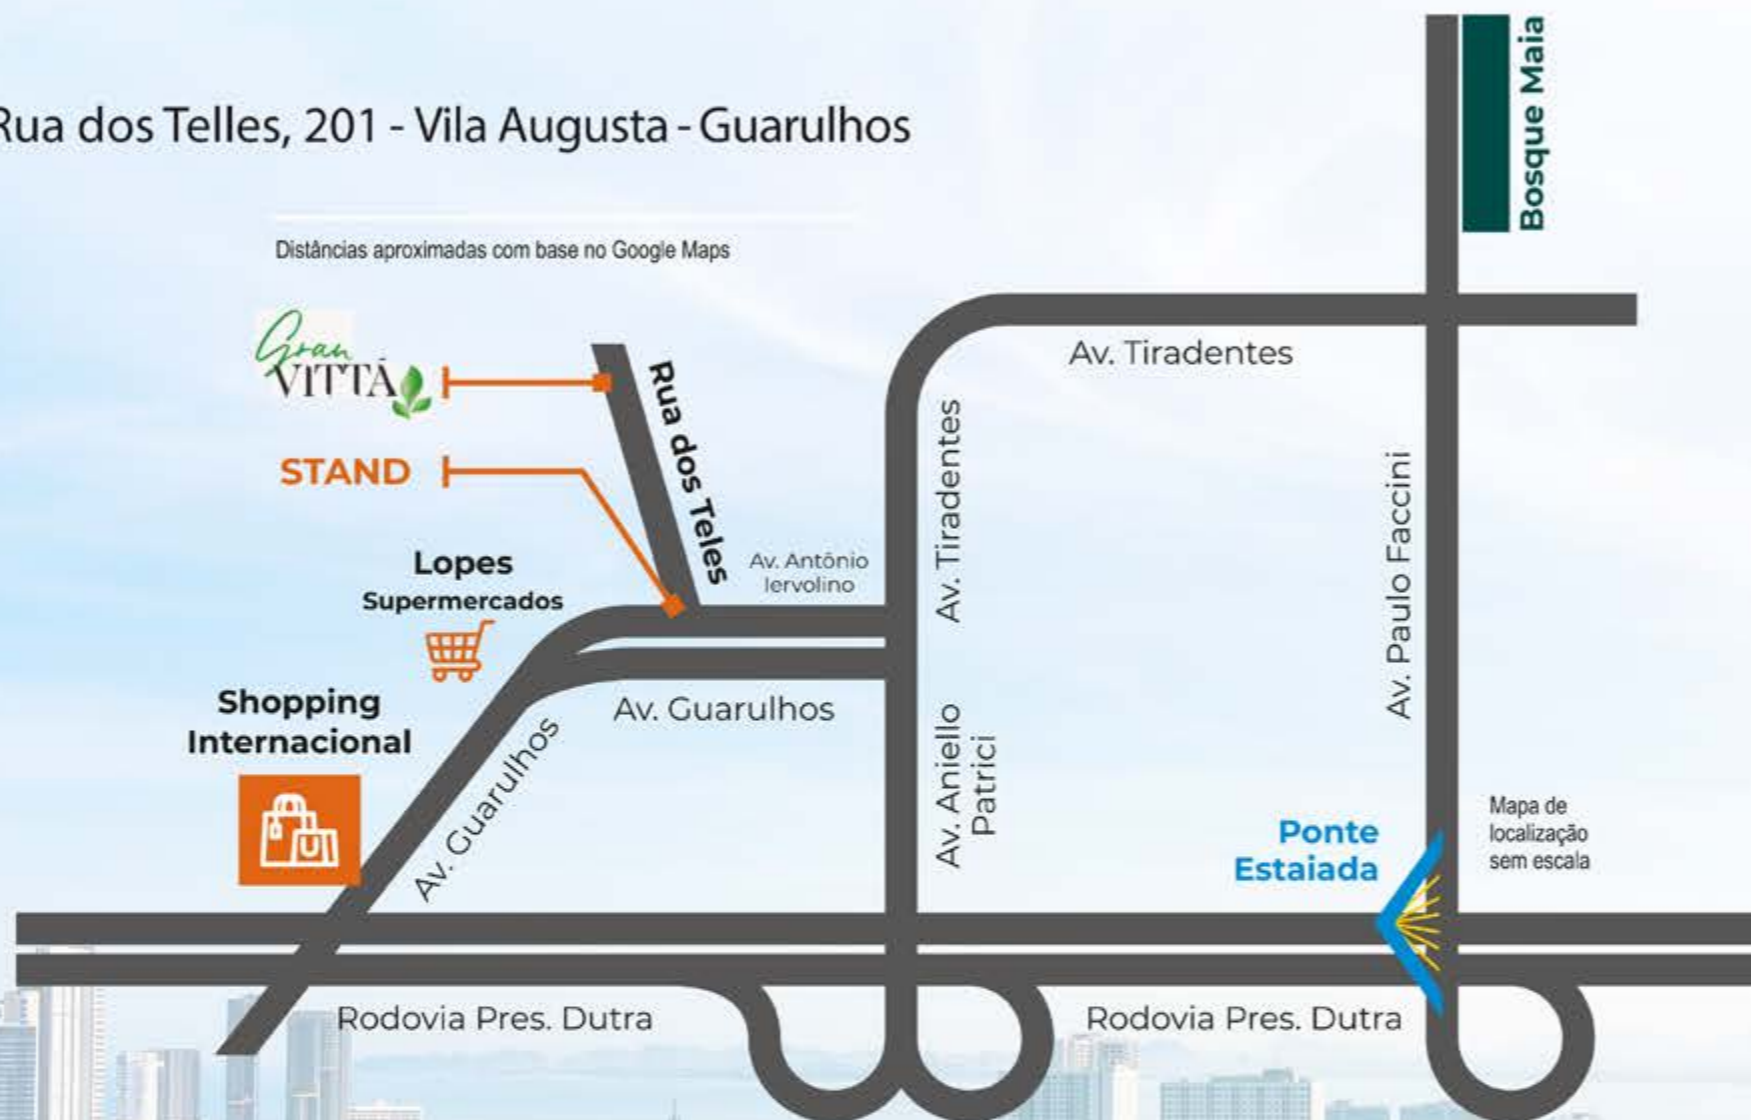 Rua dos Telles, 201 - Vila Augusta - Guarulhos
Bosque Maia
Distâncias aproximadas com base no Google Maps
Gran
VITTÁ
Rua dos Teles
Av. Tiradentes
STAND
Av. Tiradentes
Av. Paulo Faccini
Lopes
Supermercados
Av. Antônio
Iervolino
Shopping
Internacional
Av. Guarulhos
Av. Guarulhos
Av. Aniello
Patrici
Ponte
Estaiada
Mapa de
localização
sem escala
Rodovia Pres. Dutra
Rodovia Pres. Dutra